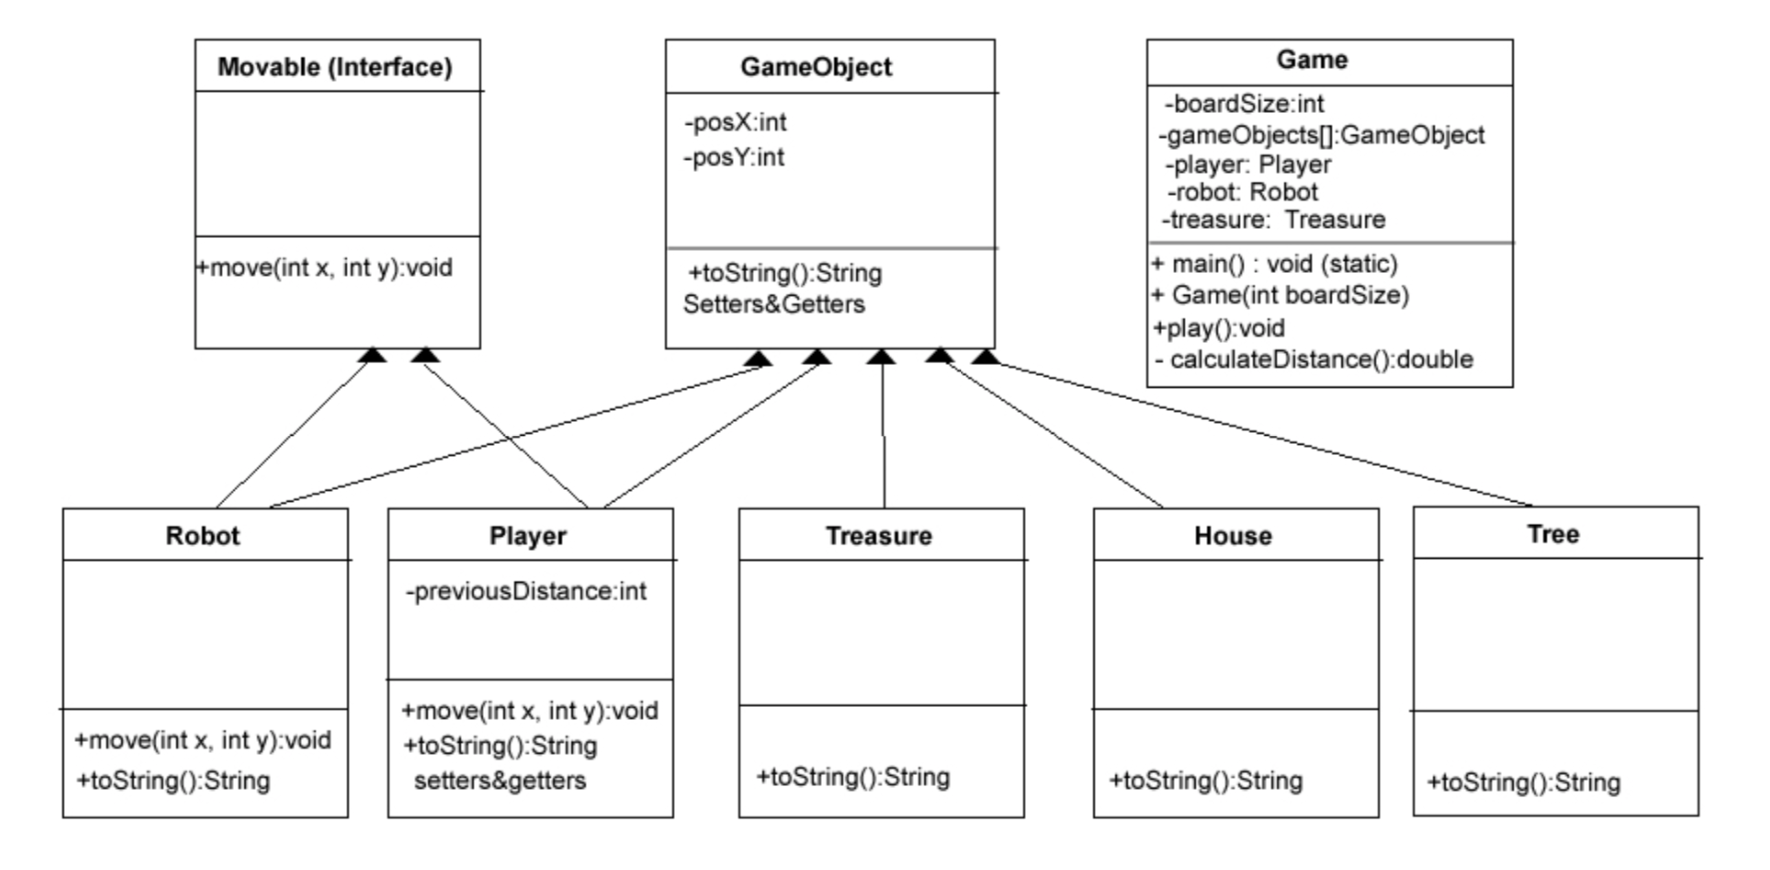 Movable (Interface)
+move(int x, int y):void
GameObject
-posX:int
-posY:int
+toString():String
Setters&Getters
Game
-boardSize:int
-gameObjects[]:GameObject
-player: Player
-robot: Robot
-treasure:  Treasure
+ main() : void (static)
+ Game(int boardSize)
+play():void
- calculateDistance():double
Robot
+move(int x, int y):void
+toString():String
Player
-previousDistance:int
+move(int x, int y):void
+toString():String
setters&getters
Treasure
+toString():String
House
+toString():String
Tree
+toString():String